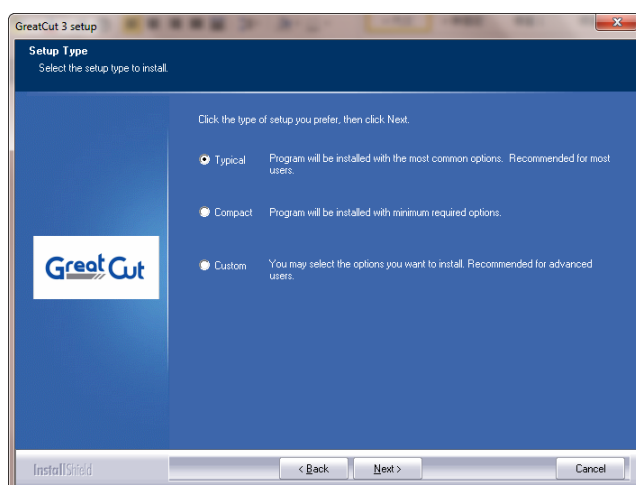 GreatCut 3 setup
Setup Type
Select the setup type to install.
Click the type of setup you prefer, then click Next.
Typical
Program will be installed with the most common options. Recommended for most
users.
Compact
Program will be installed with minimum required options.
Great Cut
Custom
You may select the options you want to install. Recommended for advanced
users.
InstallShield
< Back
Next >
Cancel